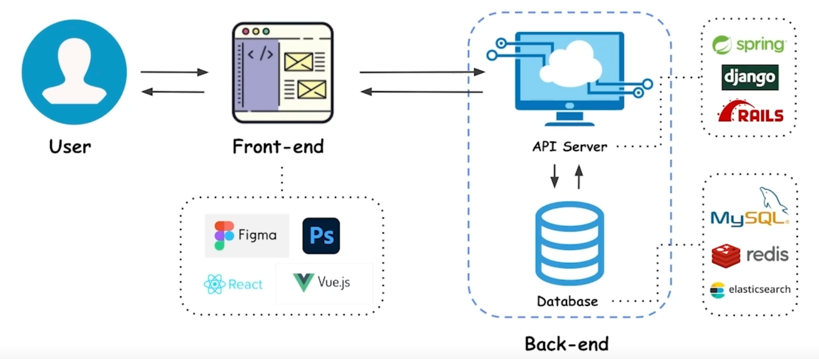 User
Front-end
</>
Figma
Ps
React
Vue.js
API Server
Database
Back-end
spring
django
RAILS
MySQL
redis
elasticsearch